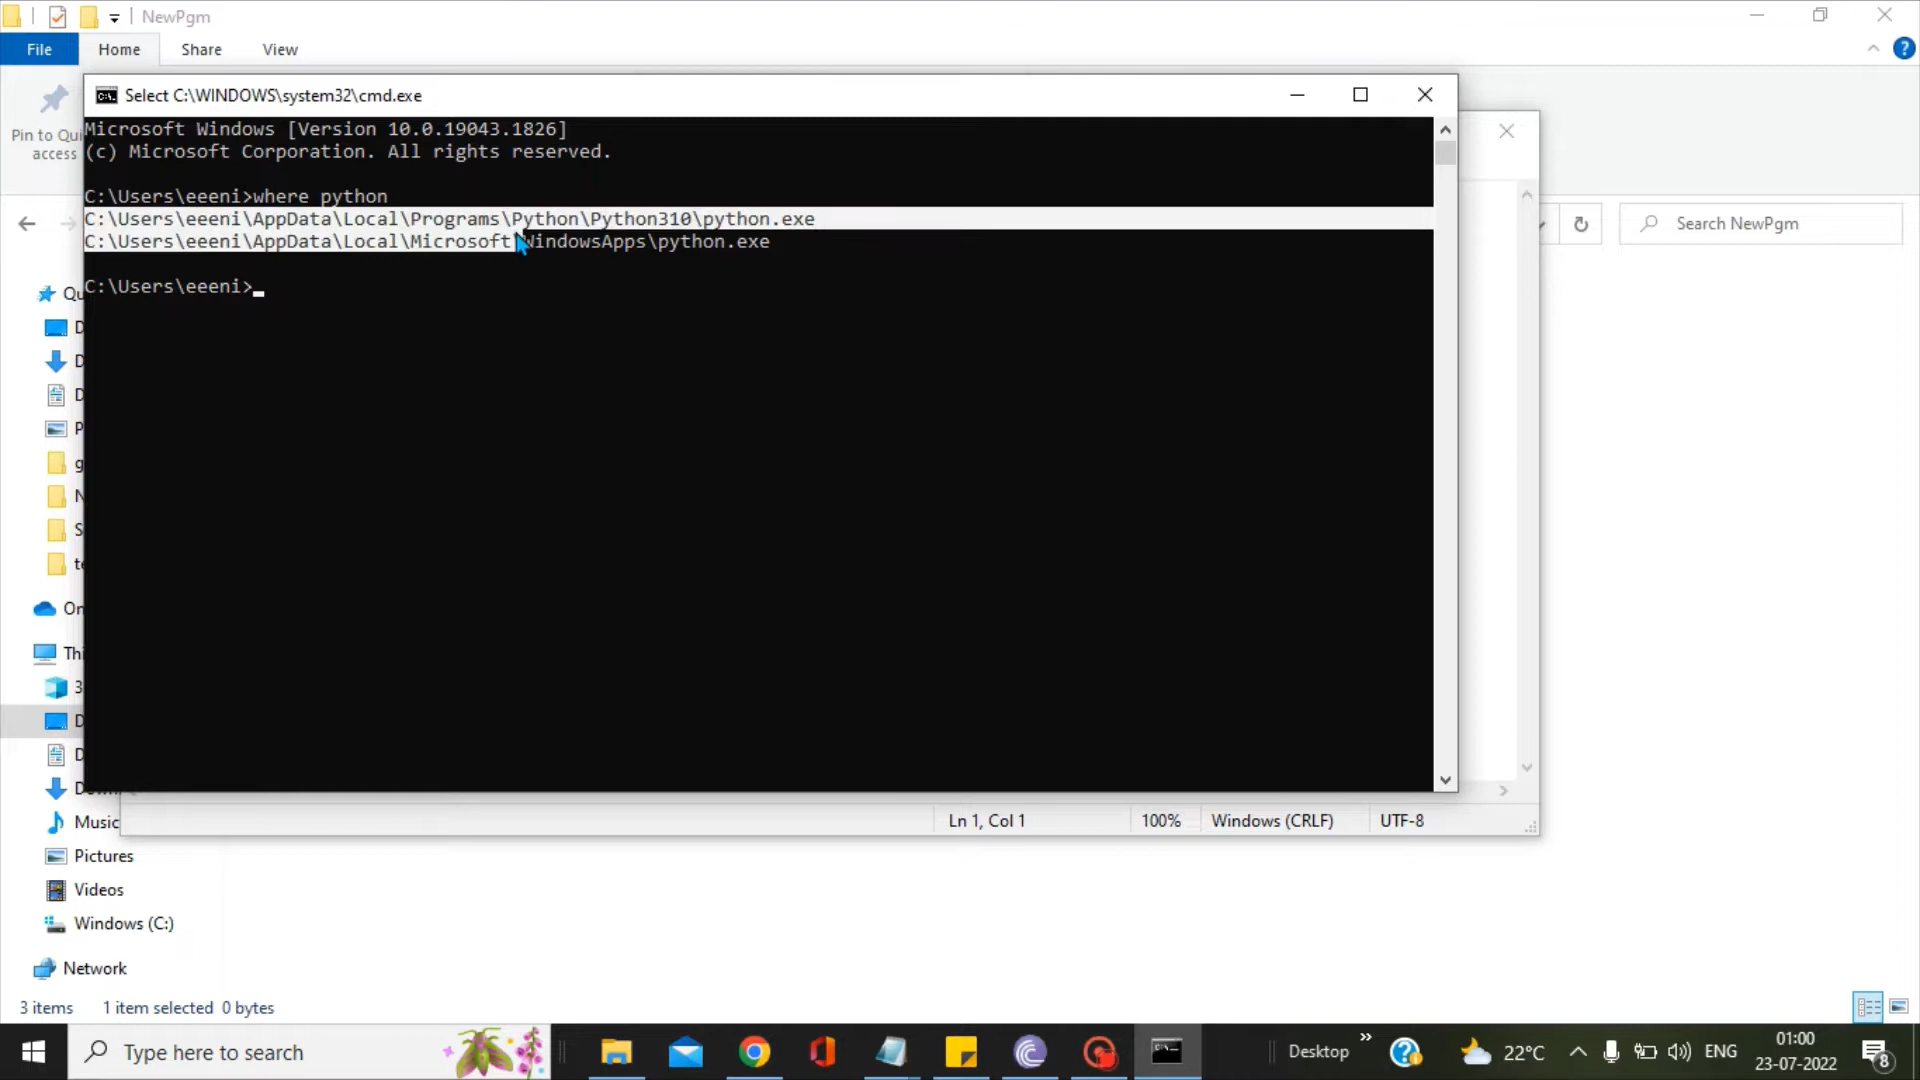 NewPgm
File
Home
Share
View
Pin to Qui
access
Select C:\WINDOWS\system32\cmd.exe
Microsoft Windows [Version 10.0.19043.1826]
(c) Microsoft Corporation. All rights reserved.
C:\Users\eeeni>where python
C:\Users\eeeni\AppData\Local\Programs\Python\Python310\python.exe
C:\Users\eeeni\AppData\Local\Microsoft\WindowsApps\python.exe
C:\Users\eeeni>
Search NewPgm
Music
Pictures
Videos
Windows (C:)
Network
Ln 1, Col 1
100%
Windows (CRLF)
UTF-8
3 items
1 item selected 0 bytes
Type here to search
Desktop
22°C
ENG
01:00
23-07-2022
8